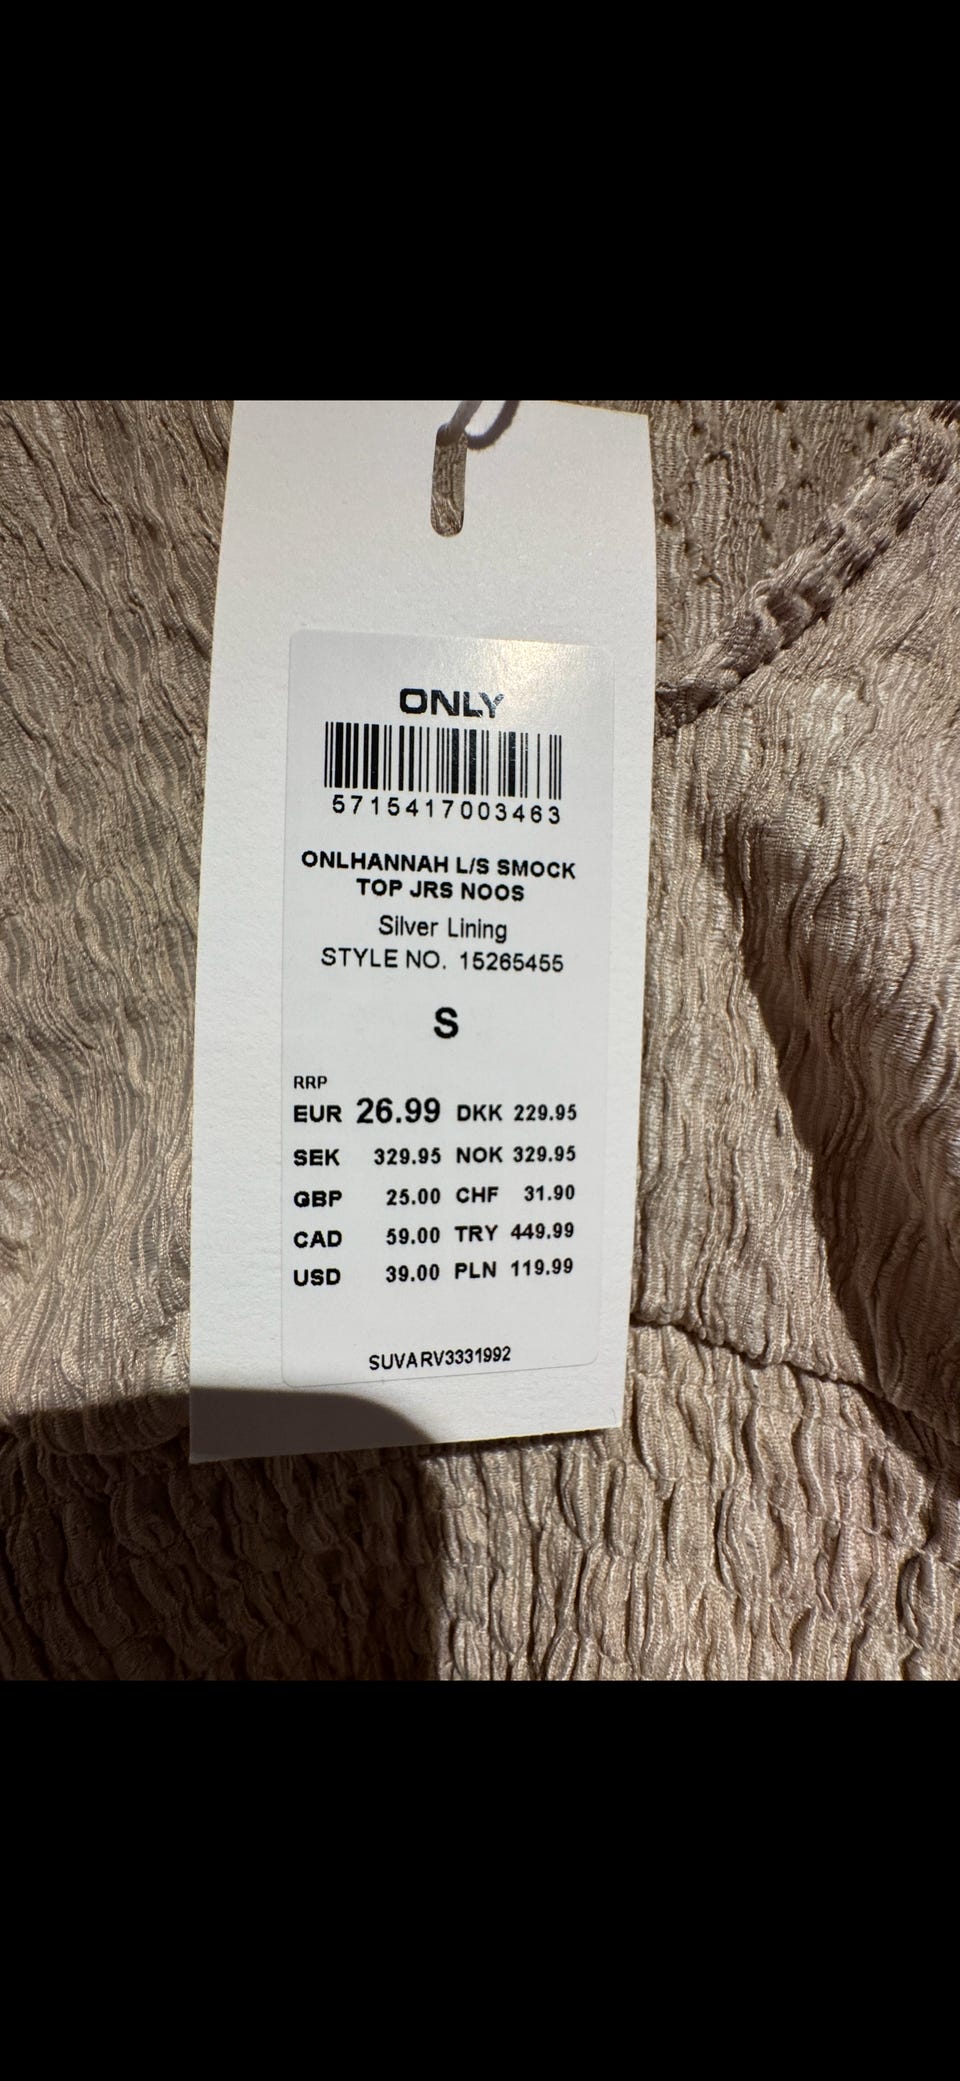 ONLY
5715417003463
ONLHANNAH L/S SMOCK
TOP JRS NOOS
Silver Lining
STYLE NO. 15265455
S
RRP
EUR 26.99 DKK 229.95
SEK 329.95 NOK 329.95
GBP 25.00 CHF 31.90
CAD 59.00 TRY 449.99
USD 39.00 PLN 119.99
SUVARV3331992